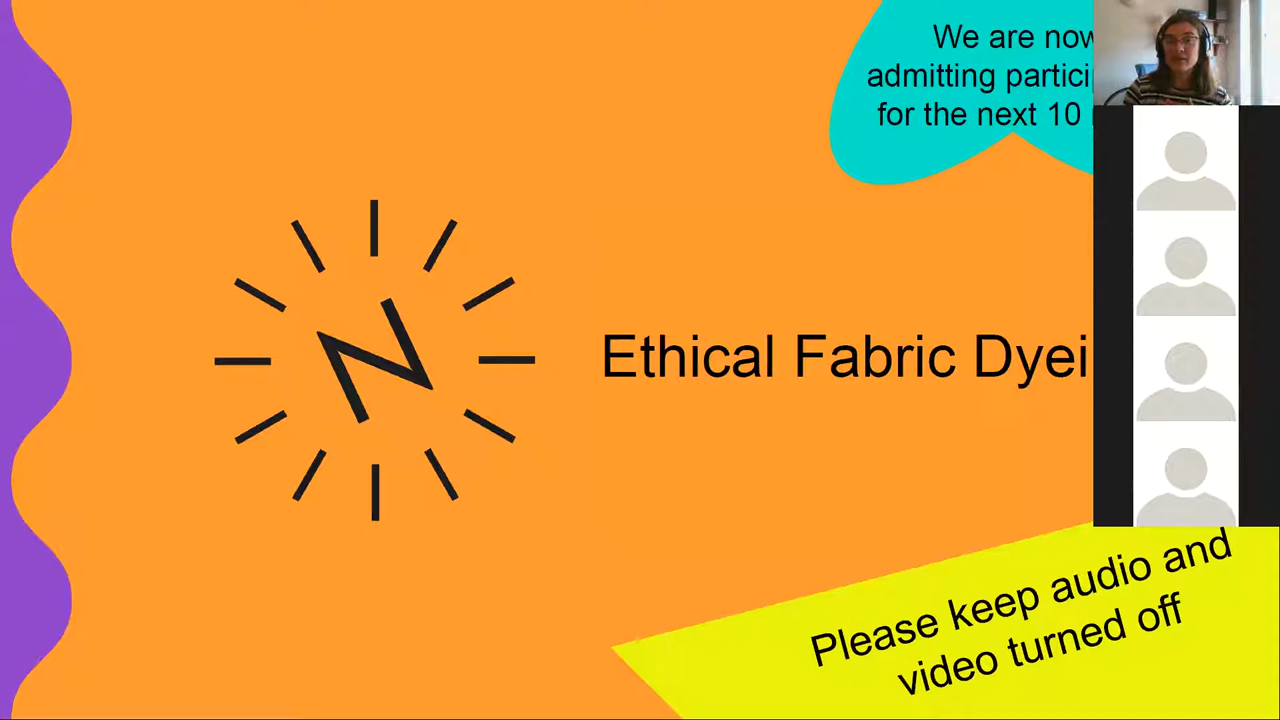 We are now
admitting partici
for the next 10
Ethical Fabric Dyei
Please keep audio and
video turned off